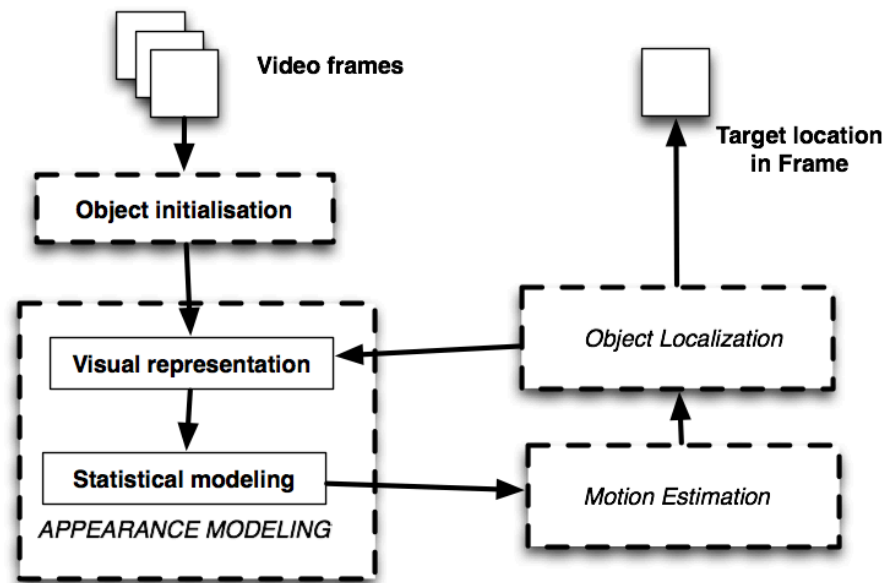 Video frames
Target location
in Frame
Object initialisation
Visual representation
Object Localization
Statistical modeling
Motion Estimation
APPEARANCE MODELING